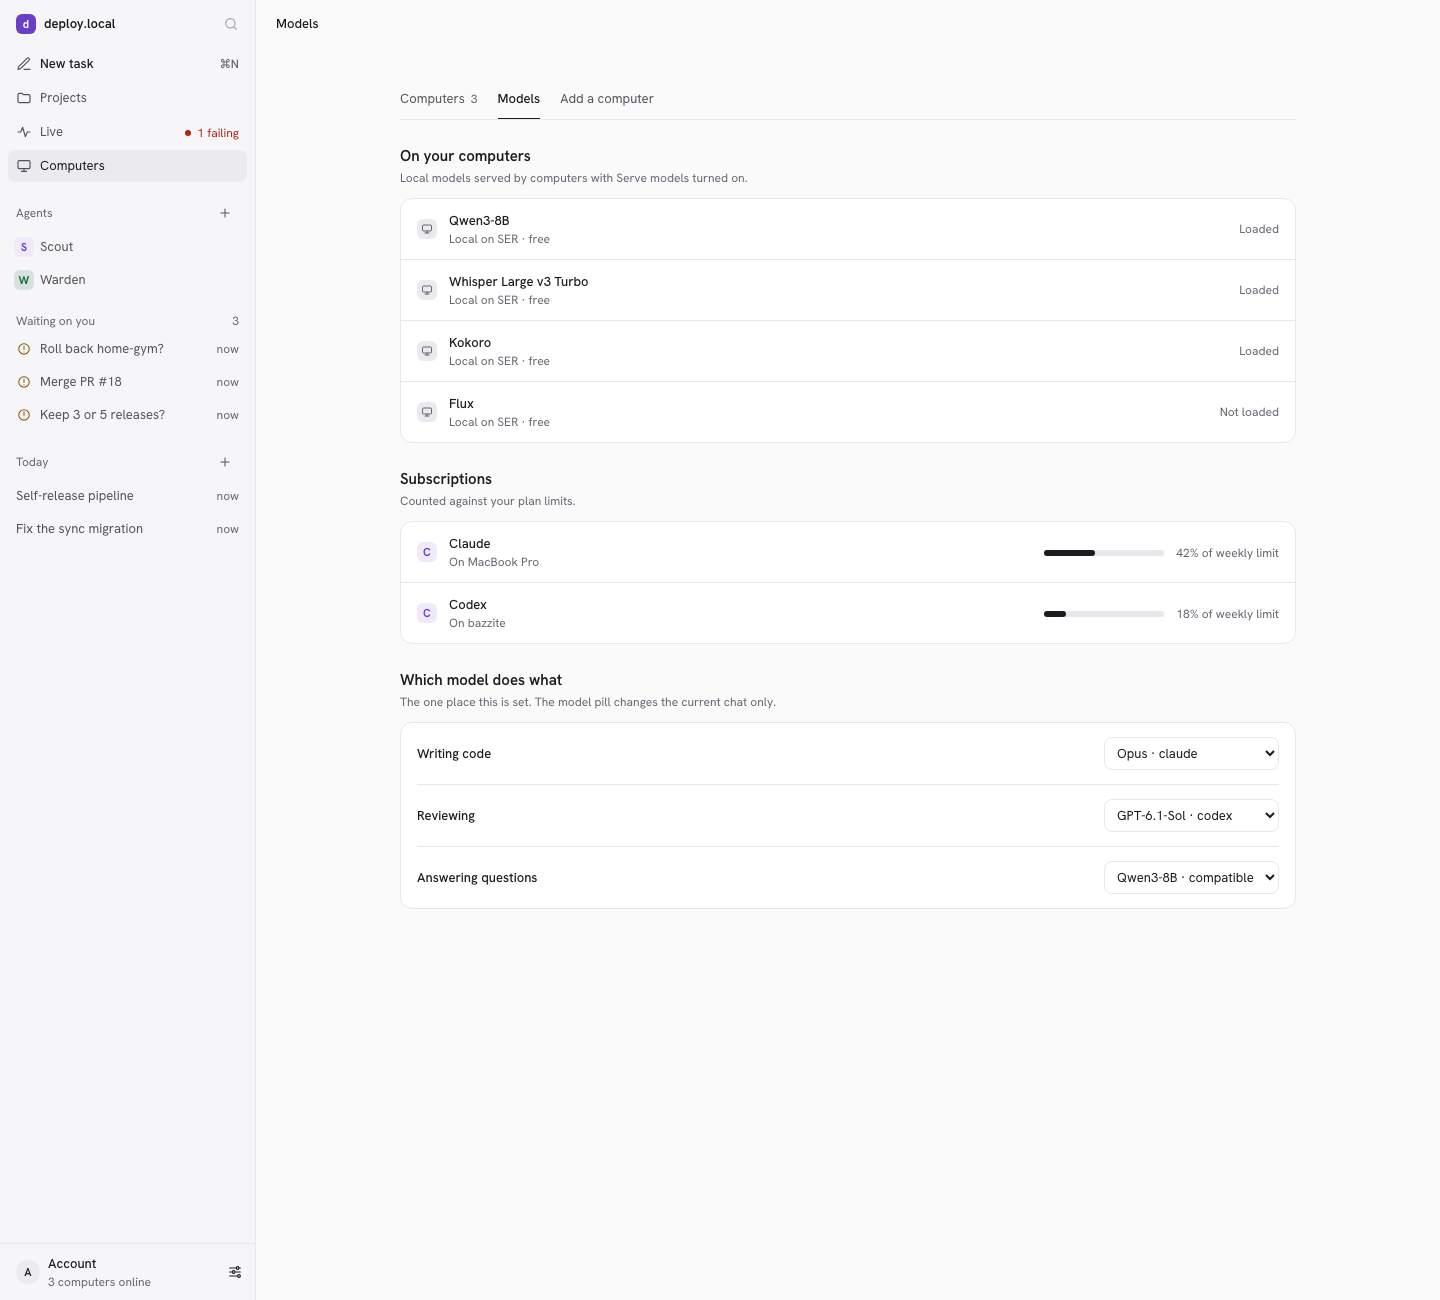 d deploy.local
New task ⌘N
Projects
Live 1 failing
Computers
Agents
S Scout
W Warden
Waiting on you 3
Roll back home-gym? now
Merge PR #18 now
Keep 3 or 5 releases? now
Today
Self-release pipeline now
Fix the sync migration now
A Account
3 computers online
Models
Computers 3 Models Add a computer
On your computers
Local models served by computers with Serve models turned on.
Qwen3-8B
Local on SER · free
Loaded
Whisper Large v3 Turbo
Local on SER · free
Loaded
Kokoro
Local on SER · free
Loaded
Flux
Local on SER · free
Not loaded
Subscriptions
Counted against your plan limits.
C Claude
On MacBook Pro
42% of weekly limit
C Codex
On bazzite
18% of weekly limit
Which model does what
The one place this is set. The model pill changes the current chat only.
Writing code Opus · claude
Reviewing GPT-6.1-Sol · codex
Answering questions Qwen3-8B · compatible